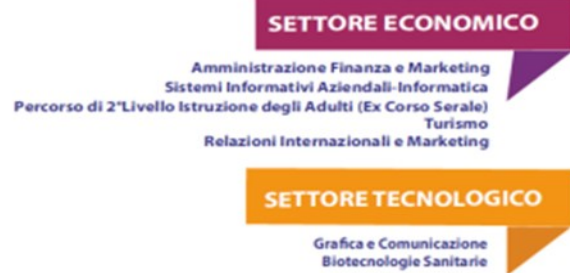 SETTORE ECONOMICO
Amministrazione Finanza e Marketing
Sistemi Informativi Aziendali-Informatica
Percorso di 2°Livello Istruzione degli Adulti (Ex Corso Serale)
Turismo
Relazioni Internazionali e Marketing
SETTORE TECNOLOGICO
Grafica e Comunicazione
Biotecnologie Sanitarie